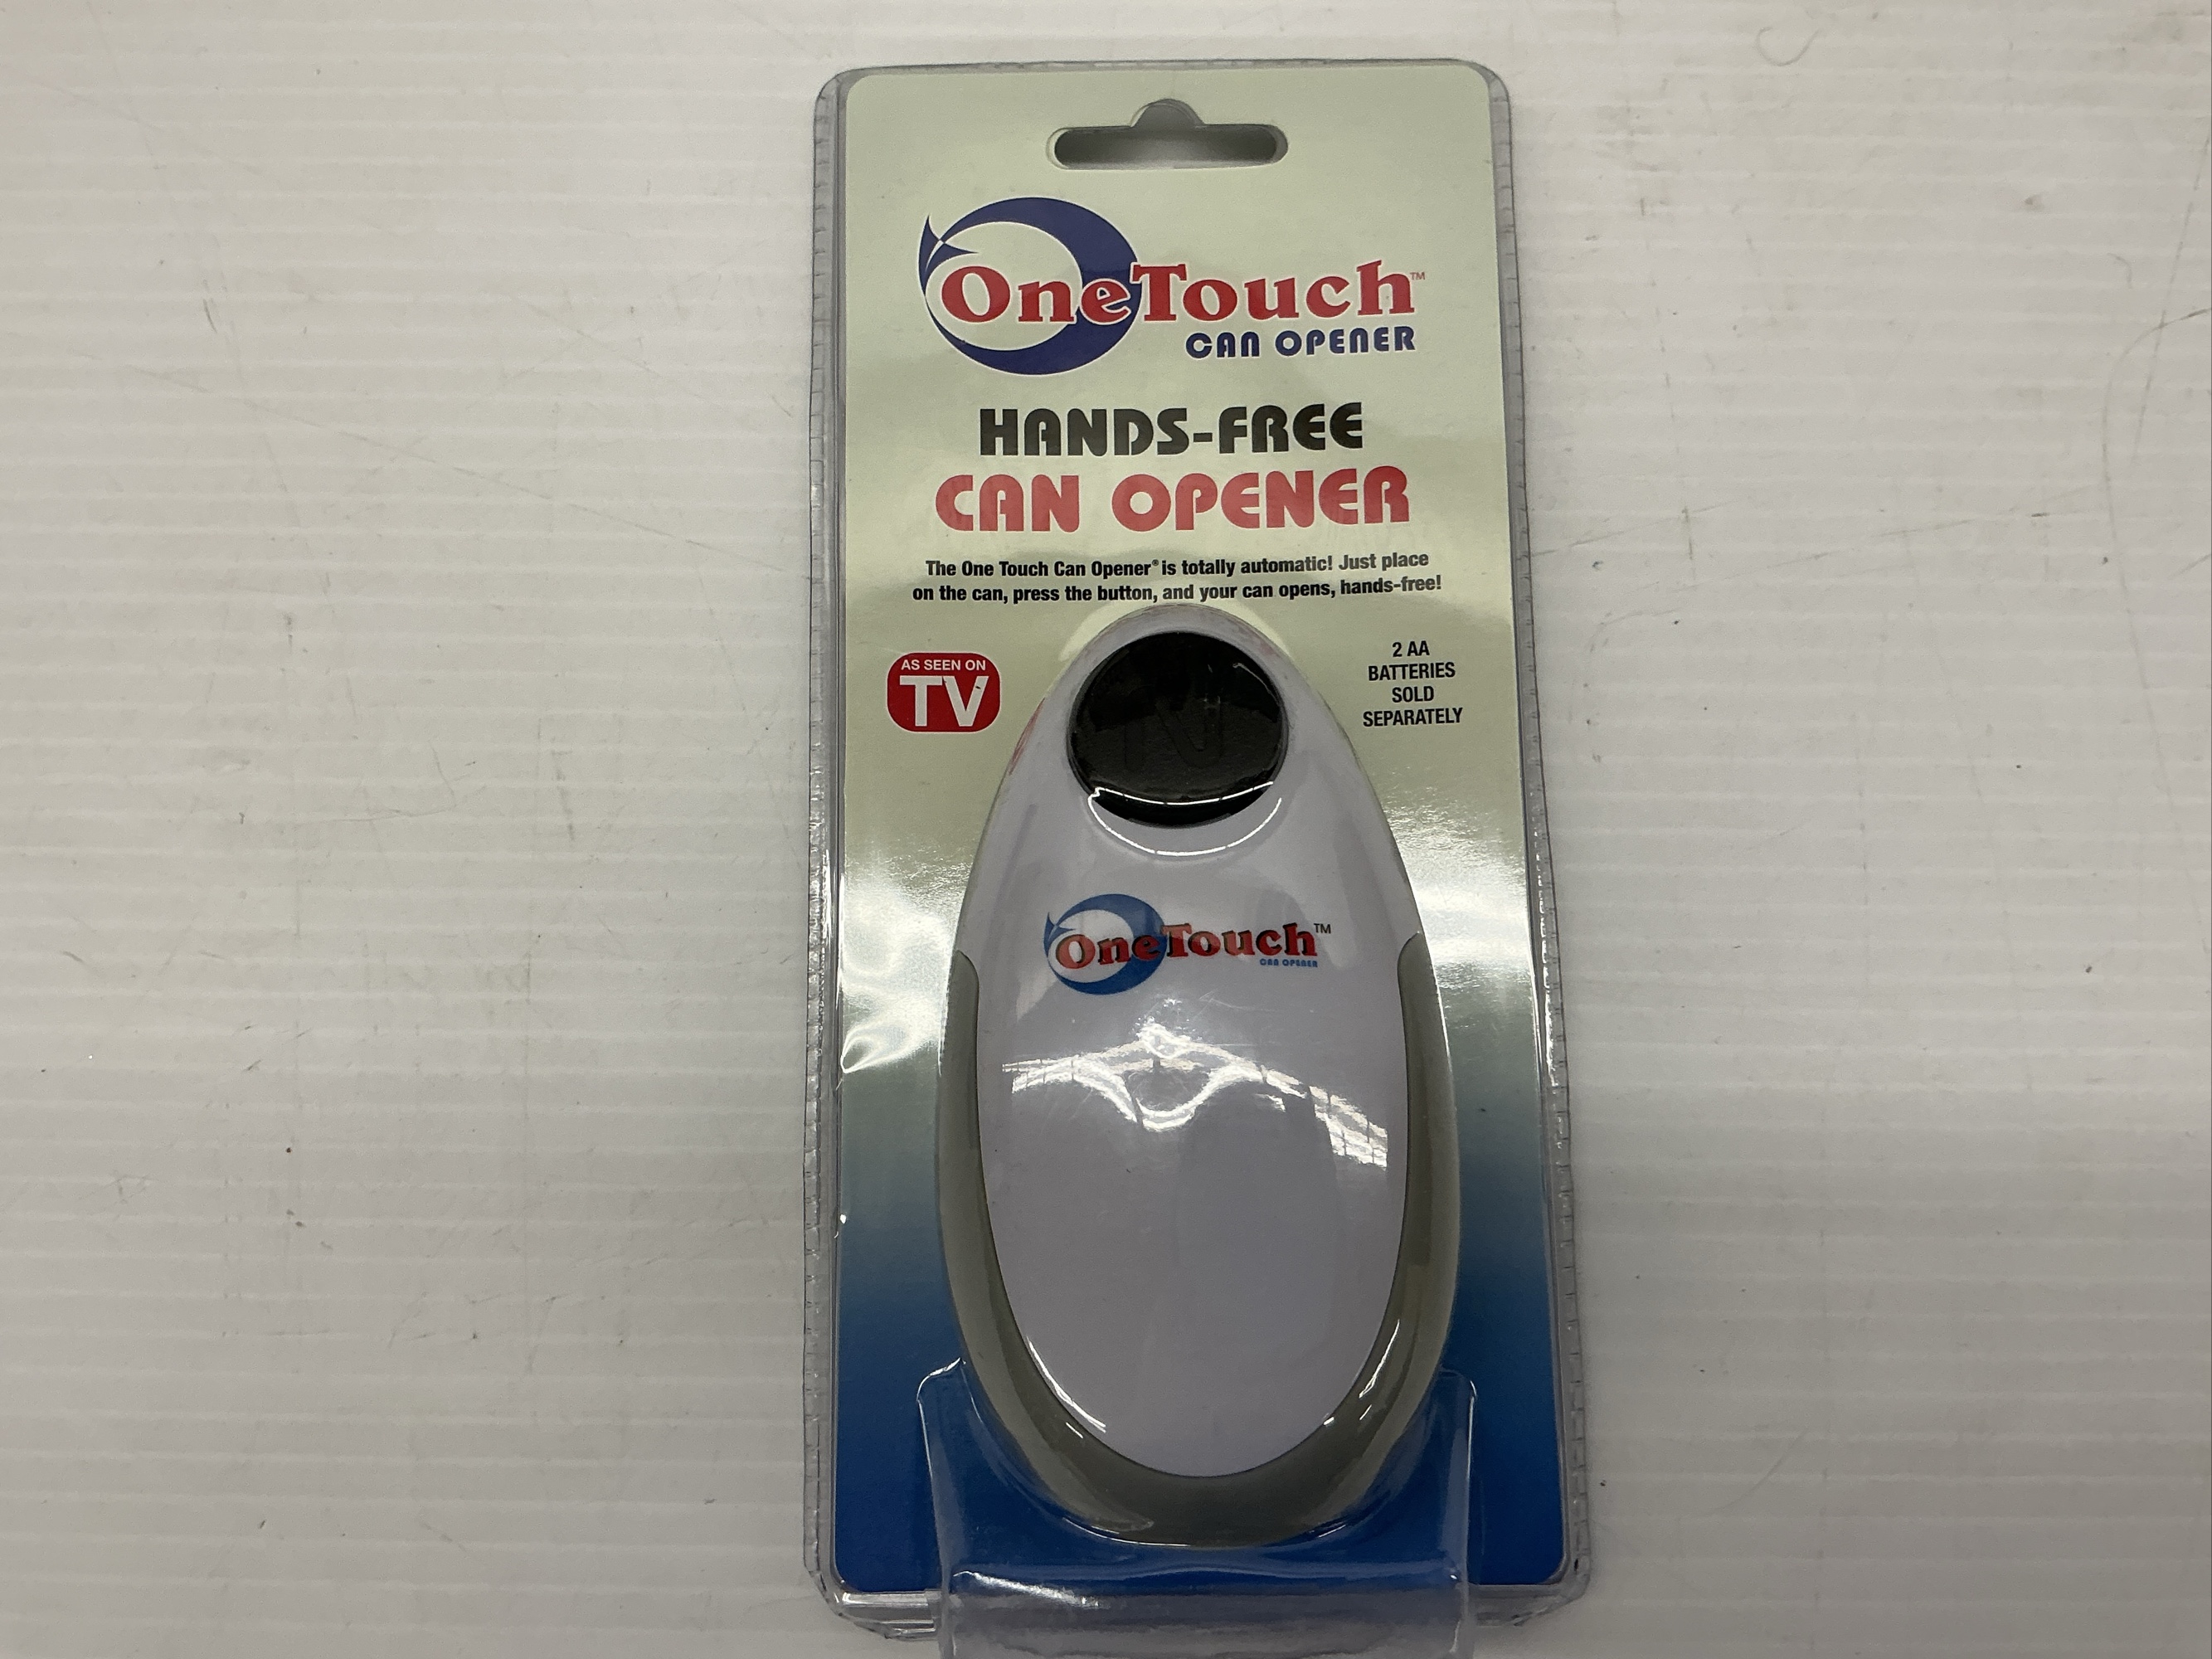 OneTouch™
CAN OPENER
HANDS-FREE
CAN OPENER
The One Touch Can Opener® is totally automatic! Just place
on the can, press the button, and your can opens, hands-free!
AS SEEN ON
TV
2 AA
BATTERIES
SOLD
SEPARATELY
OneTouch™
CAN OPENER